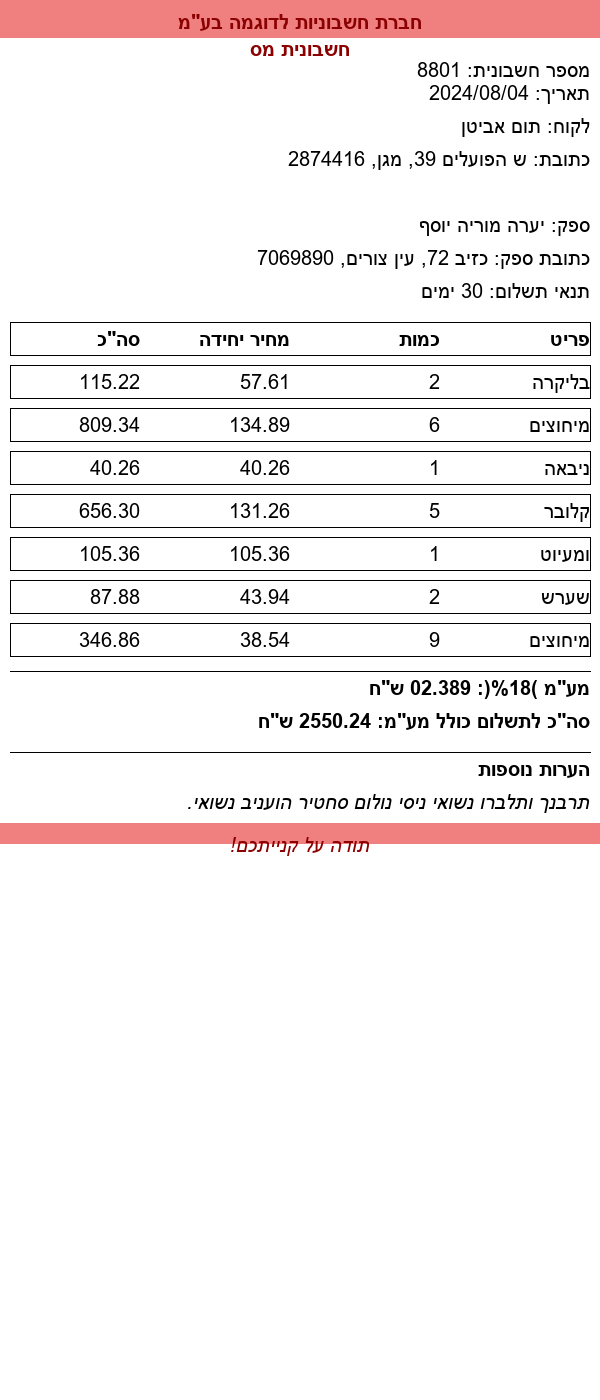 חברת חשבוניות לדוגמה בע"מ
חשבונית מס
מספר חשבונית: 8801
תאריך: 2024/08/04
לקוח: תום אביטן
כתובת: ש הפועלים 39, מגן, 2874416
ספק: יערה מוריה יוסף
כתובת ספק: כזיב 72, עין צורים, 7069890
תנאי תשלום: 30 ימים
פריט כמות מחיר יחידה סה"כ
בליקרה 2 57.61 115.22
מיחוצים 6 134.89 809.34
ניבאה 1 40.26 40.26
קלובר 5 131.26 656.30
ומעיוט 1 105.36 105.36
שערש 2 43.94 87.88
מיחוצים 9 38.54 346.86
מע"מ )18%(: 02.389 ש"ח
סה"כ לתשלום כולל מע"מ: 2550.24 ש"ח
הערות נוספות
תרבנך ותלברו נשואי ניסי נולום סחטיר הועניב נשואי.
תודה על קנייתכם!